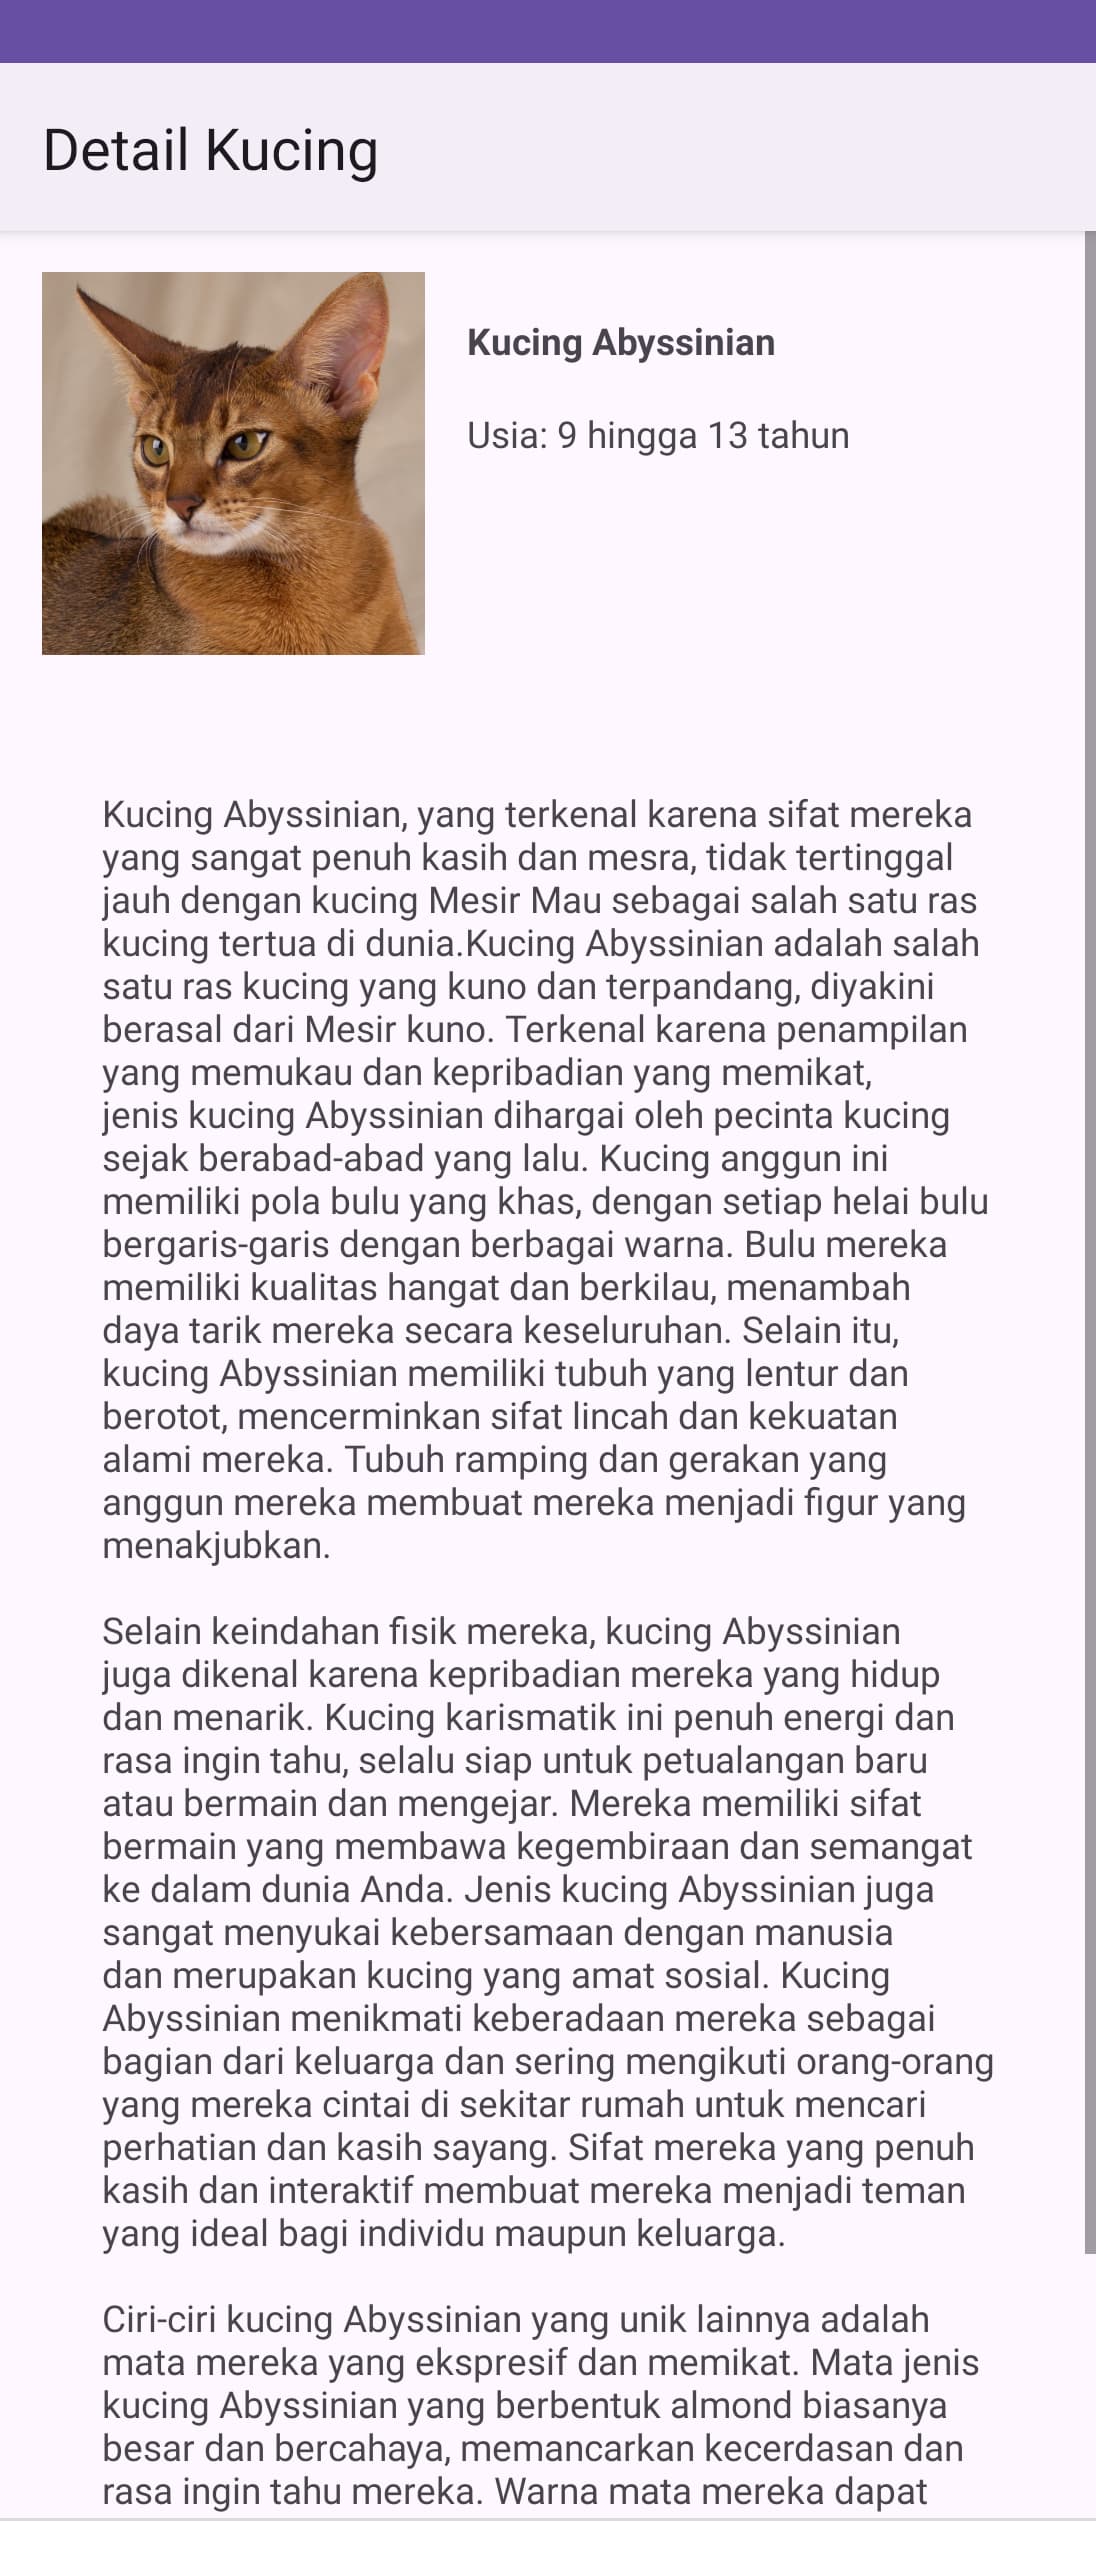 Detail Kucing
Kucing Abyssinian
Usia: 9 hingga 13 tahun
Kucing Abyssinian, yang terkenal karena sifat mereka
yang sangat penuh kasih dan mesra, tidak tertinggal
jauh dengan kucing Mesir Mau sebagai salah satu ras
kucing tertua di dunia.Kucing Abyssinian adalah salah
satu ras kucing yang kuno dan terpandang, diyakini
berasal dari Mesir kuno. Terkenal karena penampilan
yang memukau dan kepribadian yang memikat,
jenis kucing Abyssinian dihargai oleh pecinta kucing
sejak berabad-abad yang lalu. Kucing anggun ini
memiliki pola bulu yang khas, dengan setiap helai bulu
bergaris-garis dengan berbagai warna. Bulu mereka
memiliki kualitas hangat dan berkilau, menambah
daya tarik mereka secara keseluruhan. Selain itu,
kucing Abyssinian memiliki tubuh yang lentur dan
berotot, mencerminkan sifat lincah dan kekuatan
alami mereka. Tubuh ramping dan gerakan yang
anggun mereka membuat mereka menjadi figur yang
menakjubkan.
Selain keindahan fisik mereka, kucing Abyssinian
juga dikenal karena kepribadian mereka yang hidup
dan menarik. Kucing karismatik ini penuh energi dan
rasa ingin tahu, selalu siap untuk petualangan baru
atau bermain dan mengejar. Mereka memiliki sifat
bermain yang membawa kegembiraan dan semangat
ke dalam dunia Anda. Jenis kucing Abyssinian juga
sangat menyukai kebersamaan dengan manusia
dan merupakan kucing yang amat sosial. Kucing
Abyssinian menikmati keberadaan mereka sebagai
bagian dari keluarga dan sering mengikuti orang-orang
yang mereka cintai di sekitar rumah untuk mencari
perhatian dan kasih sayang. Sifat mereka yang penuh
kasih dan interaktif membuat mereka menjadi teman
yang ideal bagi individu maupun keluarga.
Ciri-ciri kucing Abyssinian yang unik lainnya adalah
mata mereka yang ekspresif dan memikat. Mata jenis
kucing Abyssinian yang berbentuk almond biasanya
besar dan bercahaya, memancarkan kecerdasan dan
rasa ingin tahu mereka. Warna mata mereka dapat